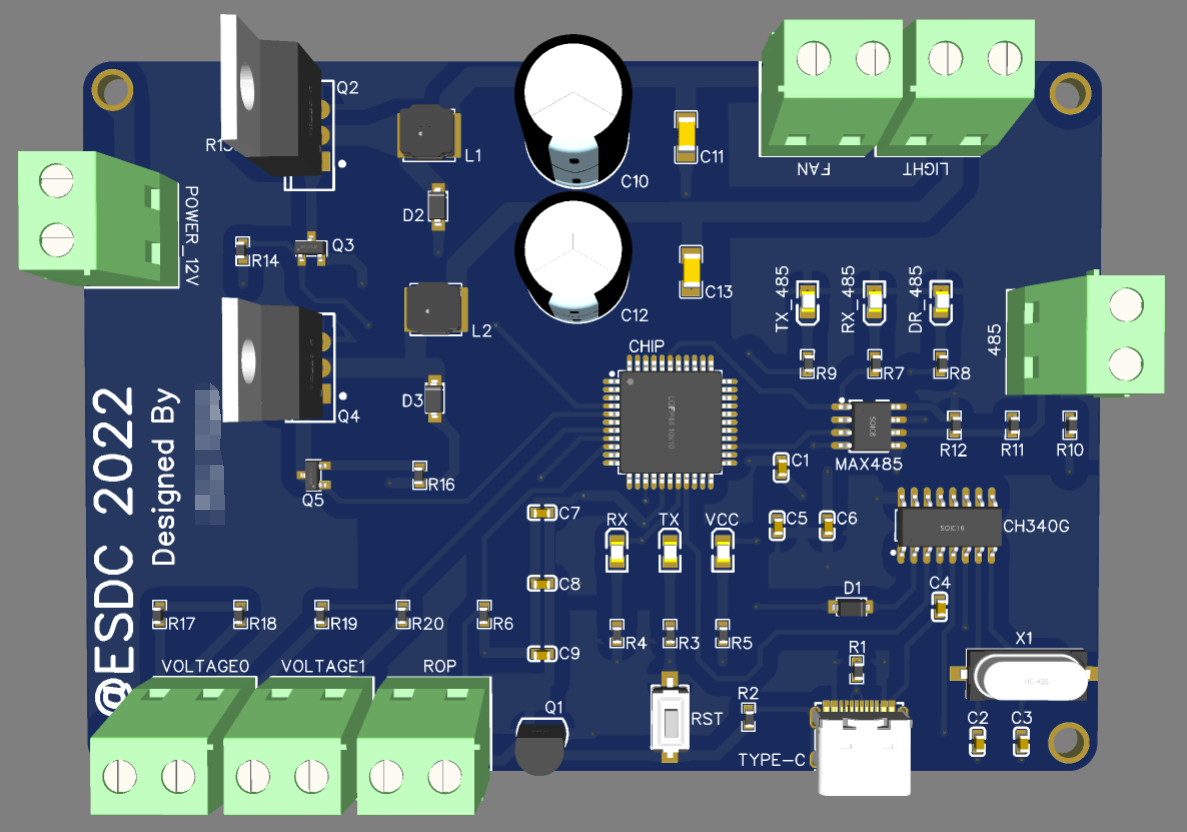 Q2
R13
L1
C10
C11
FAN
LIGHT
POWER_12V
D2
R14
Q3
C12
C13
L2
TX_485
RX_485
DR_485
485
CHIP
R9
R7
R8
Q4
D3
@ESDC 2022
Designed By
SOIC8
MAX485
R12
R11
R10
Q5
R16
C1
C7
RX
TX
VCC
C5
C6
SOIC16
CH340G
C8
D1
C4
R17
R18
R19
R20
R6
R4
R3
R5
C9
R1
X1
VOLTAGE0
VOLTAGE1
ROP
HC-49S
Q1
RST
R2
C2
C3
TYPE-C